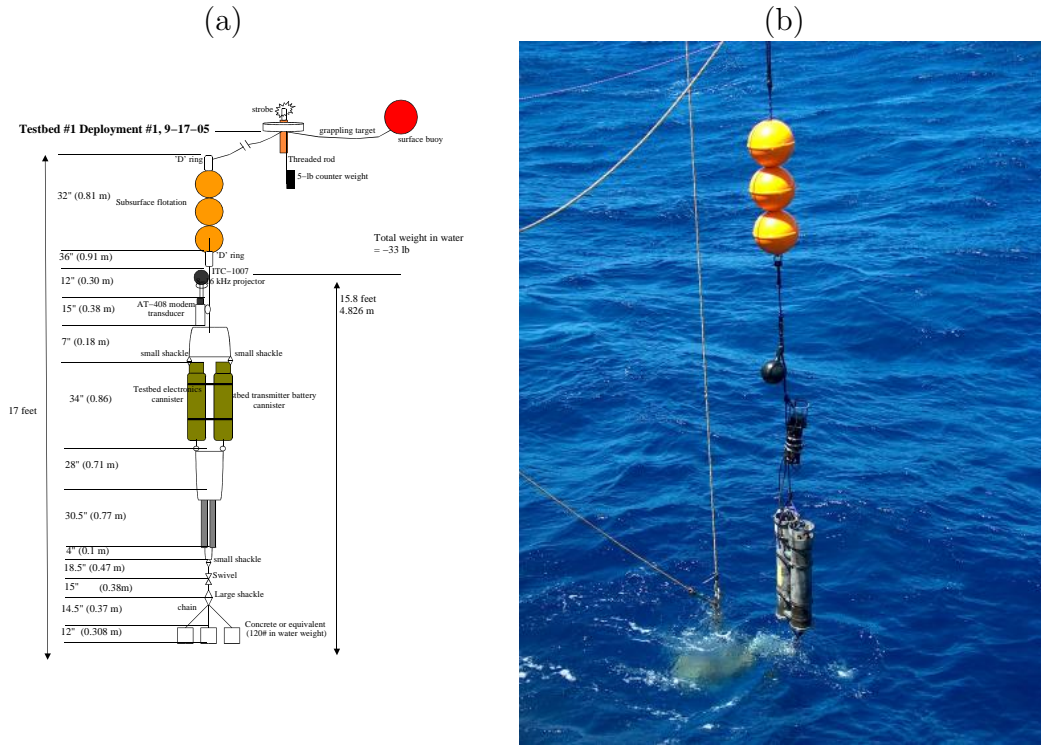 (a)
(b)
strobe
Testbed #1 Deployment #1, 9-17-05
grappling target
surface buoy
'D' ring
Threaded rod
5-lb counter weight
32" (0.81 m)
Subsurface flotation
Total weight in water
= -33 lb
36" (0.91 m)
'D' ring
ITC-1007
kHz projector
12" (0.30 m)
15" (0.38 m)
AT-408 modem
transducer
15.8 feet
4.826 m
7" (0.18 m)
small shackle
small shackle
34" (0.86)
Testbed electronics
cannister
tbed transmitter battery
cannister
17 feet
28" (0.71 m)
30.5" (0.77 m)
4" (0.1 m)
small shackle
18.5" (0.47 m)
Swivel
15" (0.38m)
Large shackle
14.5" (0.37 m)
chain
12" (0.308 m)
Concrete or equivalent
(120# in water weight)